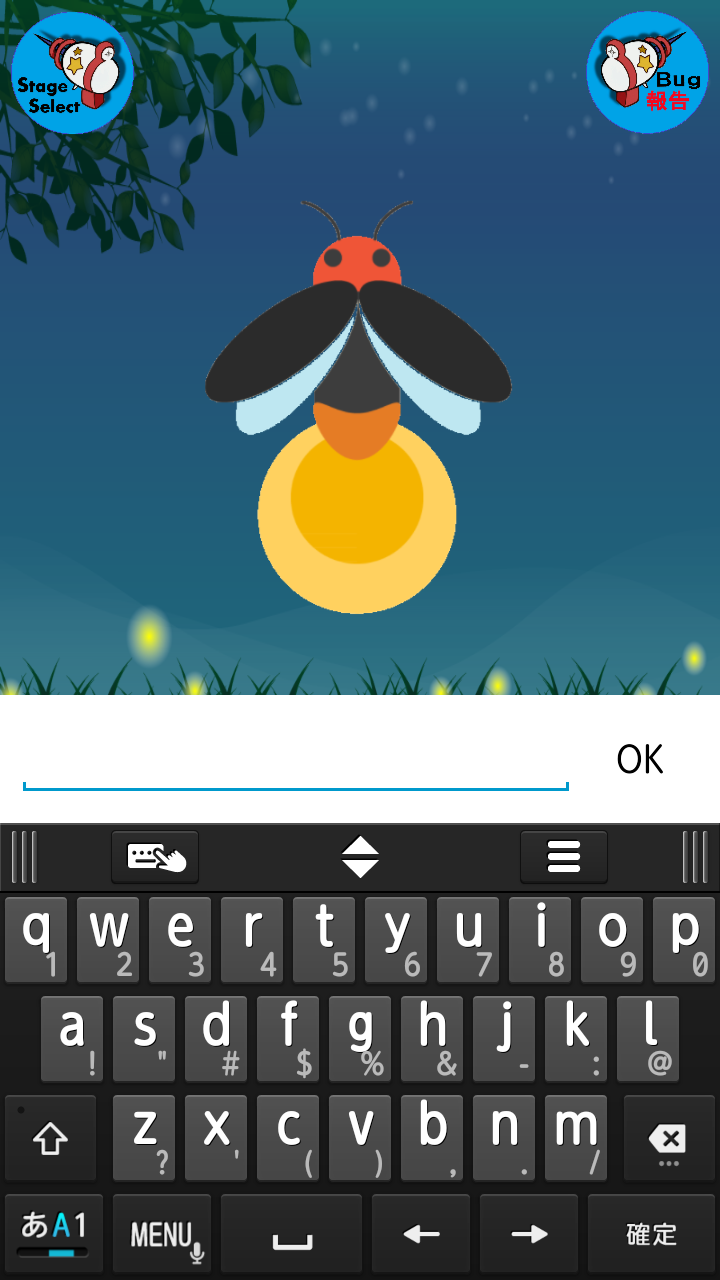 Stage
Select
Bug
報告
OK
q w e r t y u i o p
1 2 3 4 5 6 7 8 9 0
a s d f g h j k l
! " # $ % & - : @
z x c v b n m
? ' ( ) , . /
あA1 MENU 確定